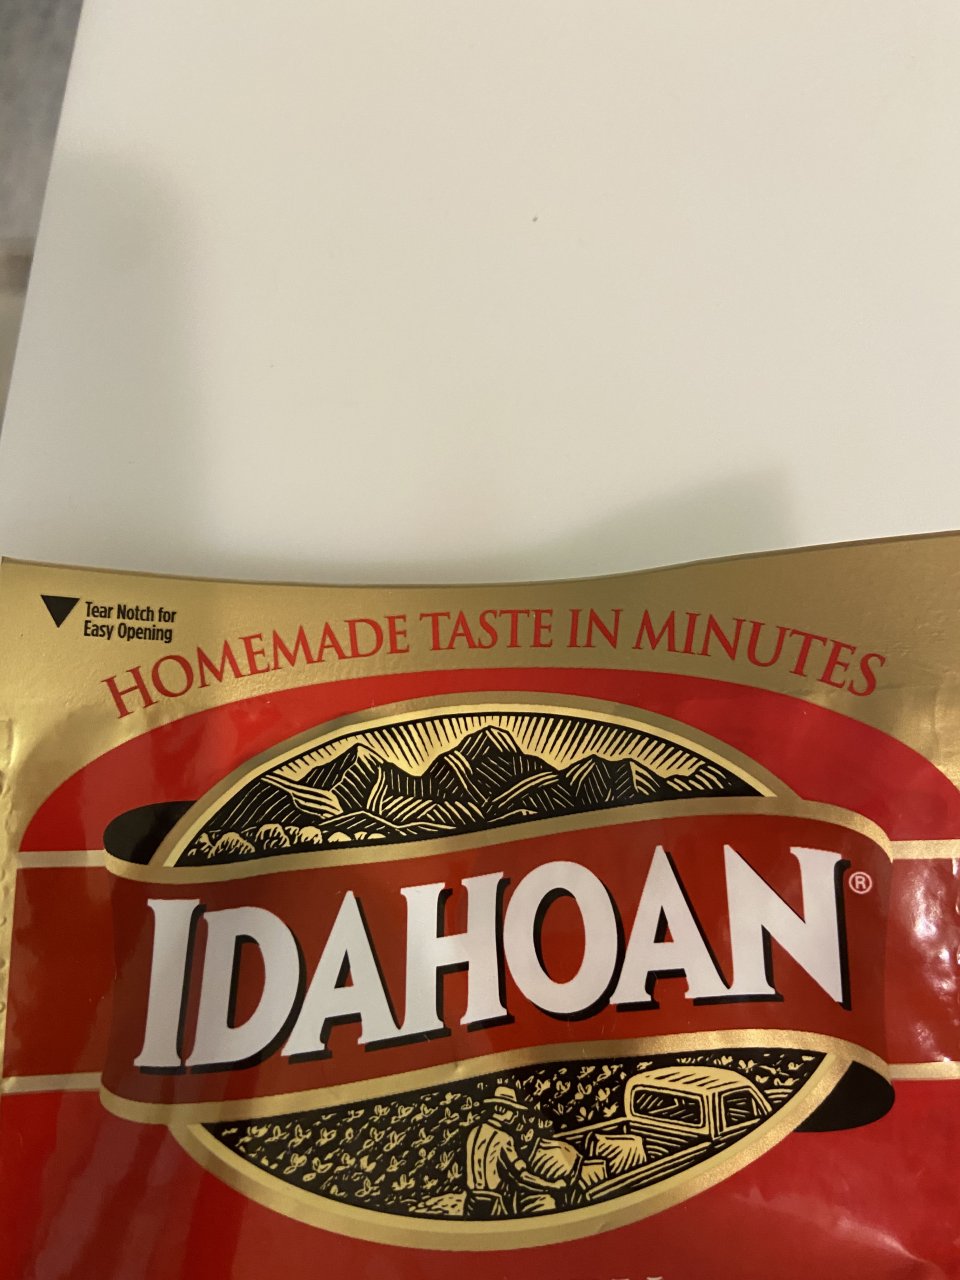 Tear Notch for
Easy Opening
HOMEMADE TASTE IN MINUTES
IDAHOAN®